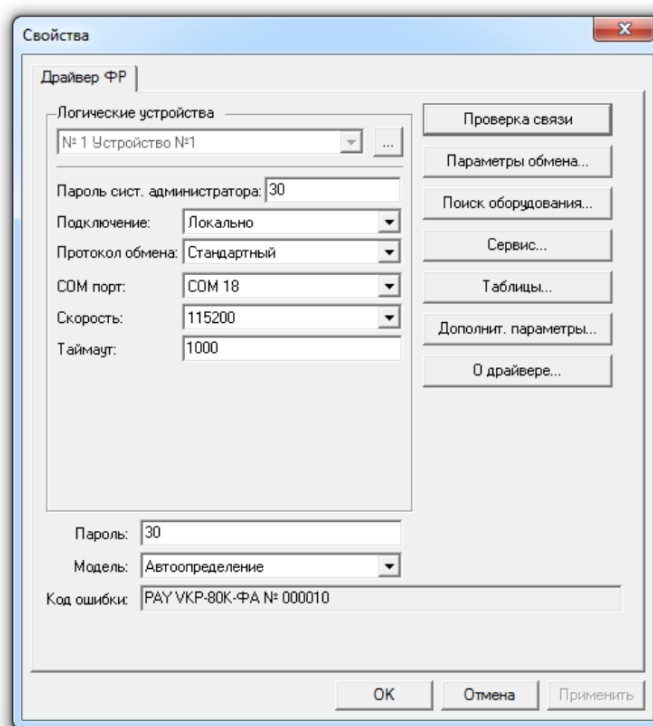 Свойства
Драйвер ФР
Логические устройства
№ 1 Устройство №1
...
Пароль сист. администратора: 30
Подключение: Локально
Протокол обмена: Стандартный
COM порт: COM 18
Скорость: 115200
Таймаут: 1000
Проверка связи
Параметры обмена...
Поиск оборудования...
Сервис...
Таблицы...
Дополнит. параметры...
О драйвере...
Пароль: 30
Модель: Автоопределение
Код ошибки: PAY VKP-80K-ФА № 000010
OK
Отмена
Применить